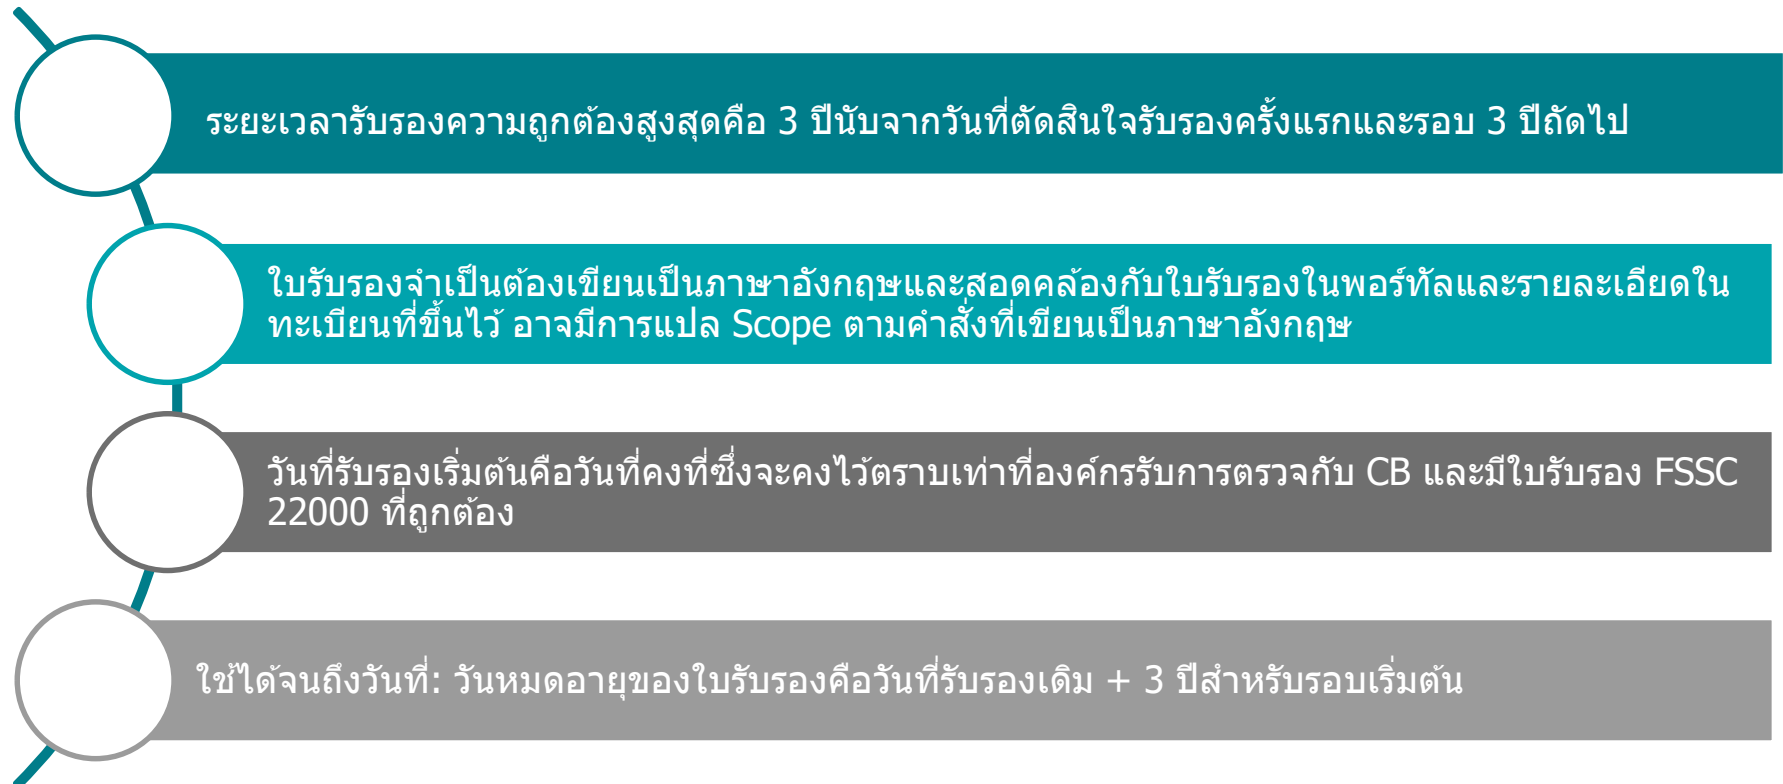 ระยะเวลารับรองความถูกต้องสูงสุดคือ 3 ปีนับจากวันที่ตัดสินใจรับรองครั้งแรกและรอบ 3 ปีถัดไป
ใบรับรองจำเป็นต้องเขียนเป็นภาษาอังกฤษและสอดคล้องกับใบรับรองในพอร์ทัลและรายละเอียดใน
ทะเบียนที่ขึ้นไว้ อาจมีการแปล Scope ตามคำสั่งที่เขียนเป็นภาษาอังกฤษ
วันที่รับรองเริ่มต้นคือวันที่คงที่ซึ่งจะคงไว้ตราบเท่าที่องค์กรรับการตรวจกับ CB และมีใบรับรอง FSSC
22000 ที่ถูกต้อง
ใช้ได้จนถึงวันที่: วันหมดอายุของใบรับรองคือวันที่รับรองเดิม + 3 ปีสำหรับรอบเริ่มต้น